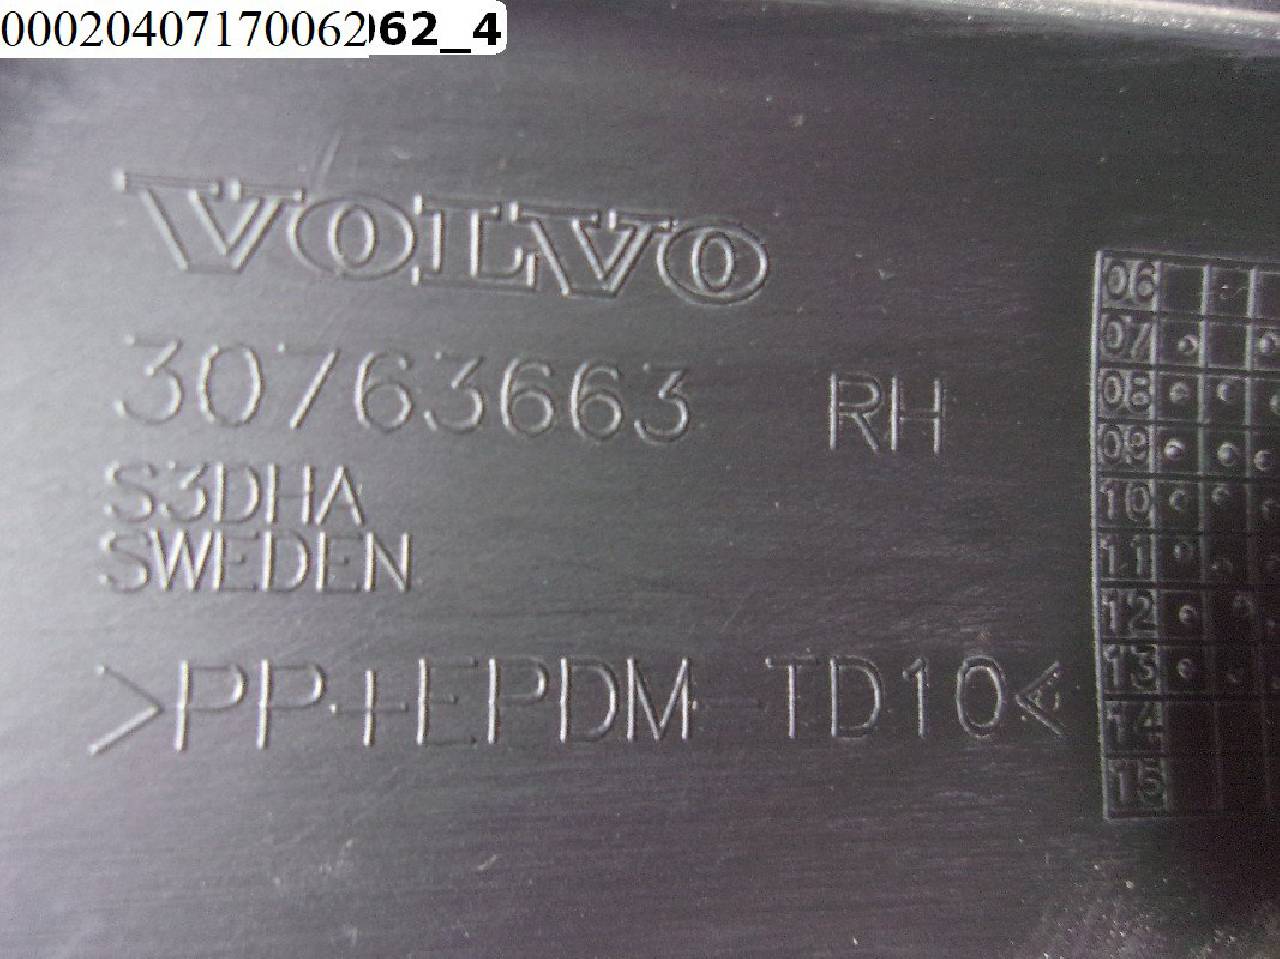 00020407170062062_4
VOLVO
30763663 RH
S3DHA
SWEDEN
>PP+EPDM-TD10<
06
07
08
09
10
11
12
13
14
15